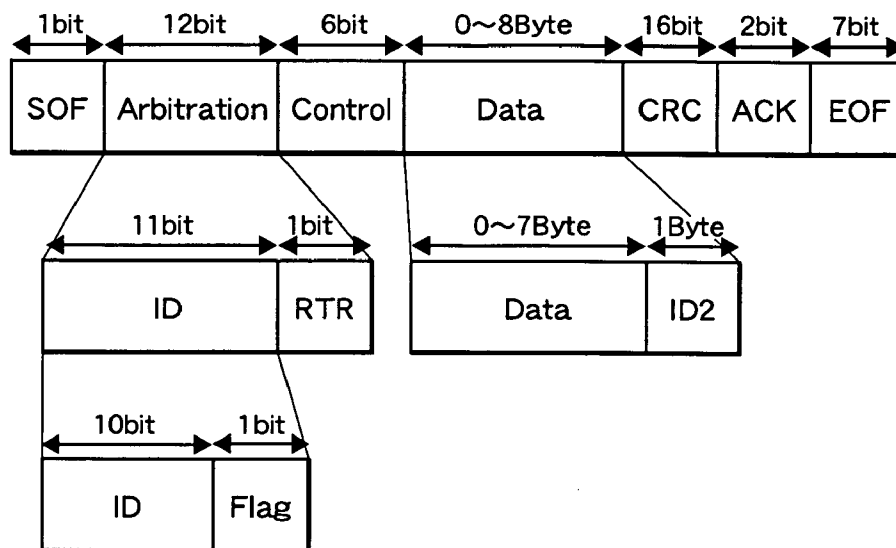 1bit 12bit 6bit 0～8Byte 16bit 2bit 7bit
SOF Arbitration Control Data CRC ACK EOF
11bit 1bit 0～7Byte 1Byte
ID RTR Data ID2
10bit 1bit
ID Flag